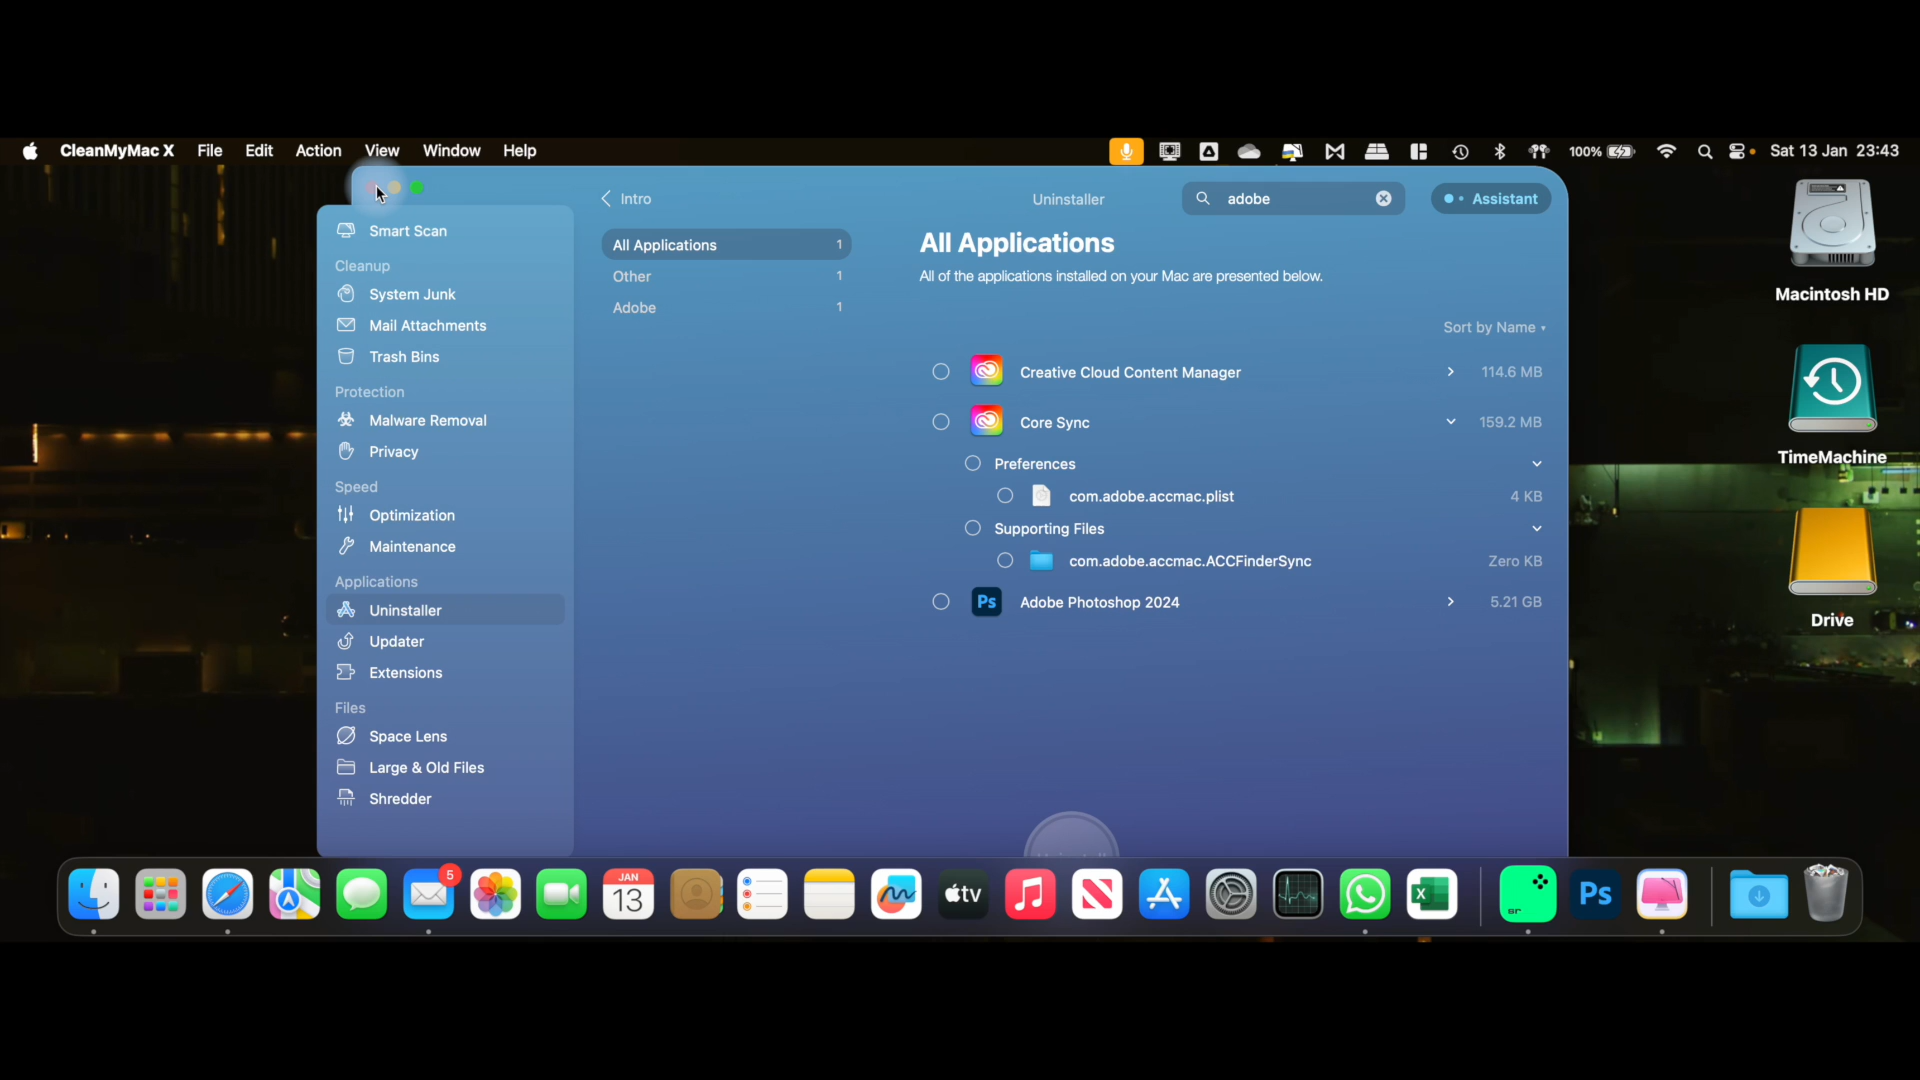 CleanMyMac X File Edit Action View Window Help
100% Sat 13 Jan 23:43
Intro
Uninstaller
adobe
Assistant
Smart Scan
Cleanup
System Junk
Mail Attachments
Trash Bins
Protection
Malware Removal
Privacy
Speed
Optimization
Maintenance
Applications
Uninstaller
Updater
Extensions
Files
Space Lens
Large & Old Files
Shredder
All Applications 1
Other 1
Adobe 1
All Applications
All of the applications installed on your Mac are presented below.
Sort by Name
Creative Cloud Content Manager 114.6 MB
Core Sync 159.2 MB
Preferences
com.adobe.accmac.plist 4 KB
Supporting Files
com.adobe.accmac.ACCFinderSync Zero KB
Ps Adobe Photoshop 2024 5.21 GB
Macintosh HD
TimeMachine
Drive
5
JAN
13
tv
X
sr
Ps